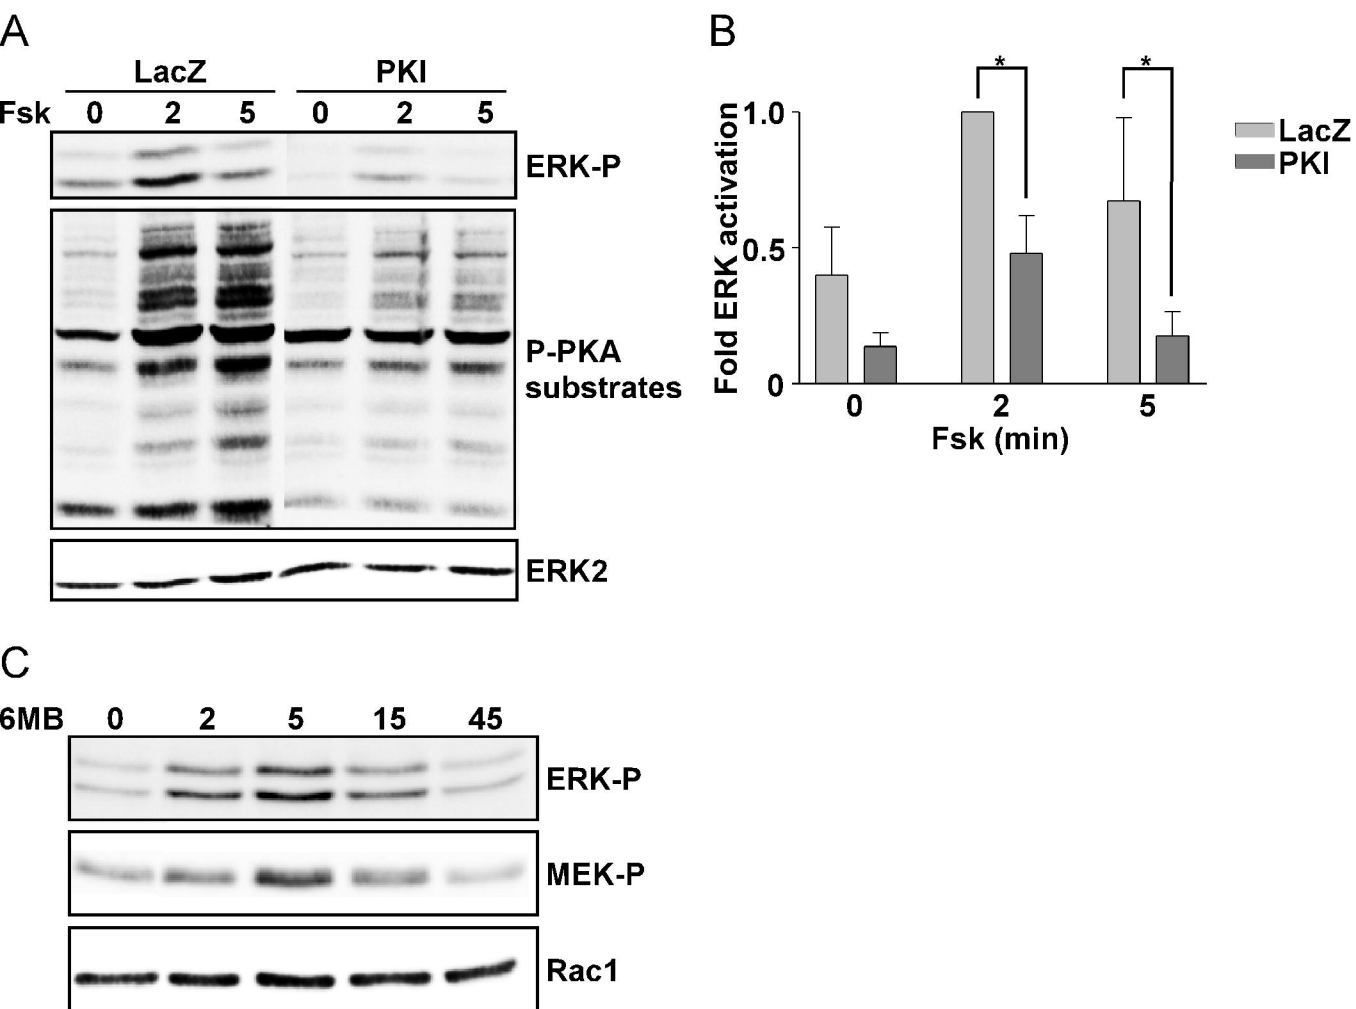 A
LacZ PKI
Fsk 0 2 5 0 2 5
ERK-P
P-PKA
substrates
ERK2
B
* *
1.0
0.5
0
Fold ERK activation
0 2 5
Fsk (min)
LacZ
PKI
C
6MB 0 2 5 15 45
ERK-P
MEK-P
Rac1